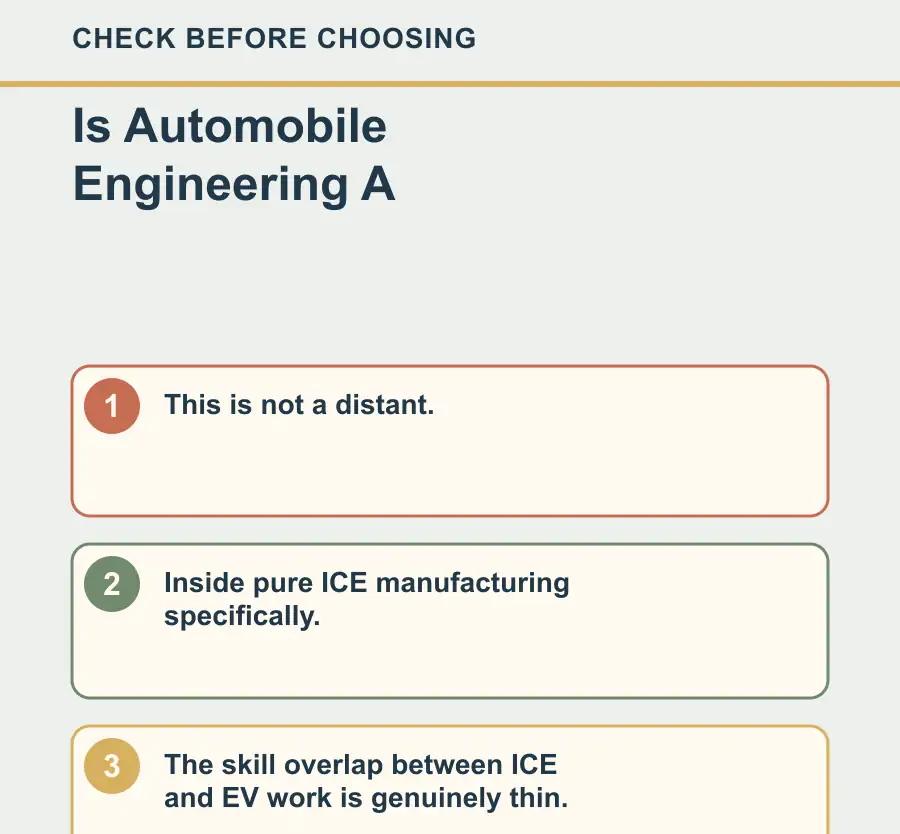 CHECK BEFORE CHOOSING
Is Automobile
Engineering A
1
This is not a distant.
2
Inside pure ICE manufacturing
specifically.
3
The skill overlap between ICE
and EV work is genuinely thin.